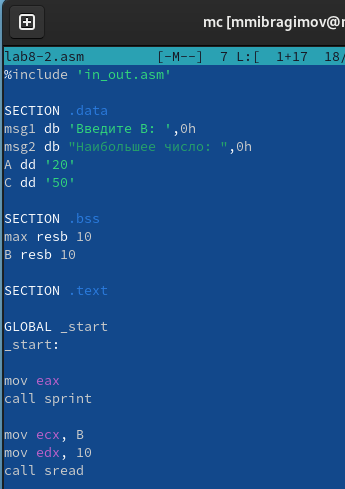 mc [mmibragimov@
lab8-2.asm [-M--] 7 L:[ 1+17 18/
%include 'in_out.asm'
SECTION .data
msg1 db 'Введите B: ',0h
msg2 db "Наибольшее число: ",0h
A dd '20'
C dd '50'
SECTION .bss
max resb 10
B resb 10
SECTION .text
GLOBAL _start
_start:
mov eax
call sprint
mov ecx, B
mov edx, 10
call sread